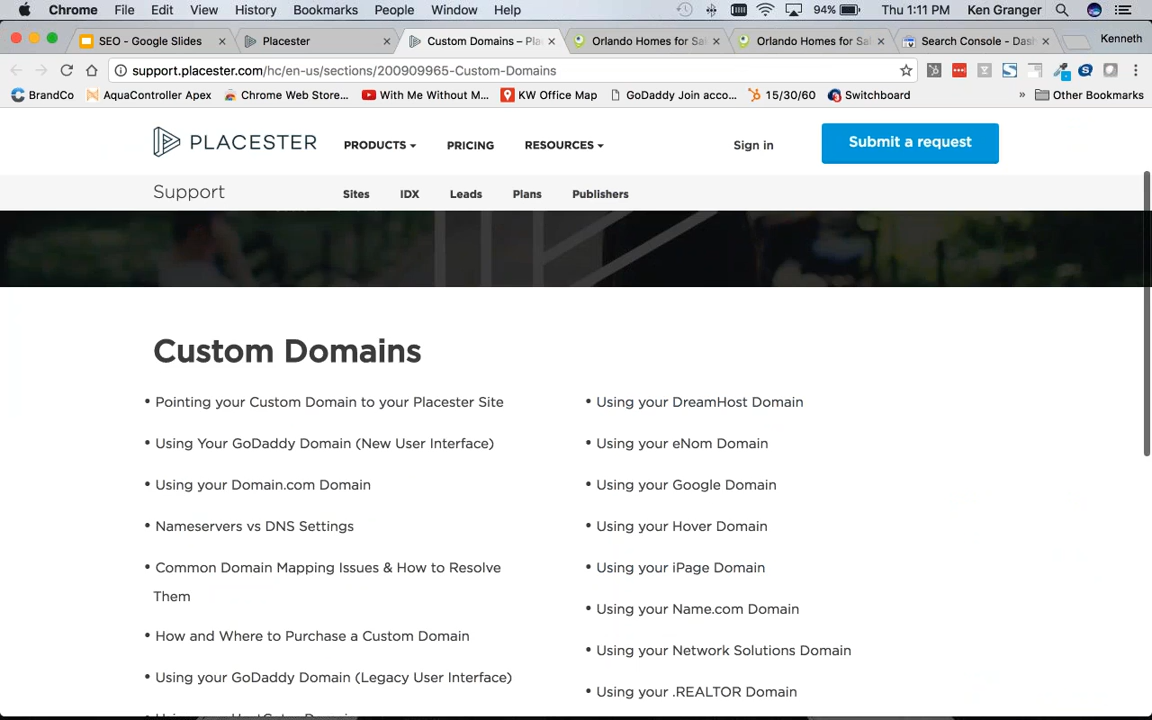 Chrome File Edit View History Bookmarks People Window Help 94% Thu 1:11 PM Ken Granger
SEO - Google Slides Placester Custom Domains – Pla Orlando Homes for Sal Orlando Homes for Sal Search Console - Dash Kenneth
support.placester.com/hc/en-us/sections/200909965-Custom-Domains
BrandCo AquaController Apex Chrome Web Store... With Me Without M... KW Office Map GoDaddy Join acco... 15/30/60 Switchboard » Other Bookmarks
PLACESTER PRODUCTS PRICING RESOURCES Sign in Submit a request
Support Sites IDX Leads Plans Publishers
Custom Domains
• Pointing your Custom Domain to your Placester Site
• Using Your GoDaddy Domain (New User Interface)
• Using your Domain.com Domain
• Nameservers vs DNS Settings
• Common Domain Mapping Issues & How to Resolve
Them
• How and Where to Purchase a Custom Domain
• Using your GoDaddy Domain (Legacy User Interface)
• Using your DreamHost Domain
• Using your eNom Domain
• Using your Google Domain
• Using your Hover Domain
• Using your iPage Domain
• Using your Name.com Domain
• Using your Network Solutions Domain
• Using your .REALTOR Domain